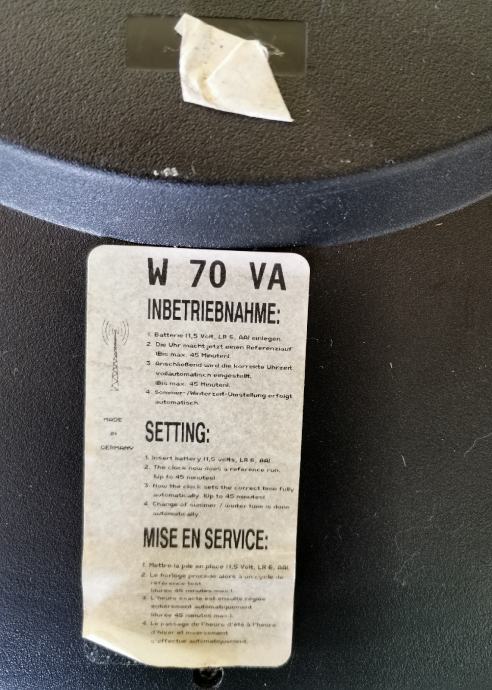 W 70 VA
INBETRIEBNAHME:
1. Batterie (1,5 Volt, LR 6, AA) einlegen.
2. Die Uhr macht jetzt einen Referenzlauf
(Bis max. 45 Minuten).
3. Anschließend wird die korrekte Uhrzeit
vollautomatisch eingestellt.
(Bis max. 45 Minuten).
4. Sommer-/Winterzeit-Umstellung erfolgt
automatisch.
MADE
IN
GERMANY
SETTING:
1. Insert battery (1,5 volts, LR 6, AA).
2. The clock now does a reference run.
(up to 45 minutes)
3. Now the clock sets the correct time fully
automatically. (Up to 45 minutes)
4. Change of summer / winter time is done
automatically.
MISE EN SERVICE:
1. Mettre la pile en place (1,5 Volt, LR 6, AA).
2. Le horloge procède alors à un cycle de
référence test.
(durée 45 minutes max.).
3. L'heure exacte est ensuite réglée
entièrement automatiquement
(durée 45 minutes max.).
4. Le passage de l'heure d'été à l'heure
d'hiver et inversement
s'effectue automatiquement.